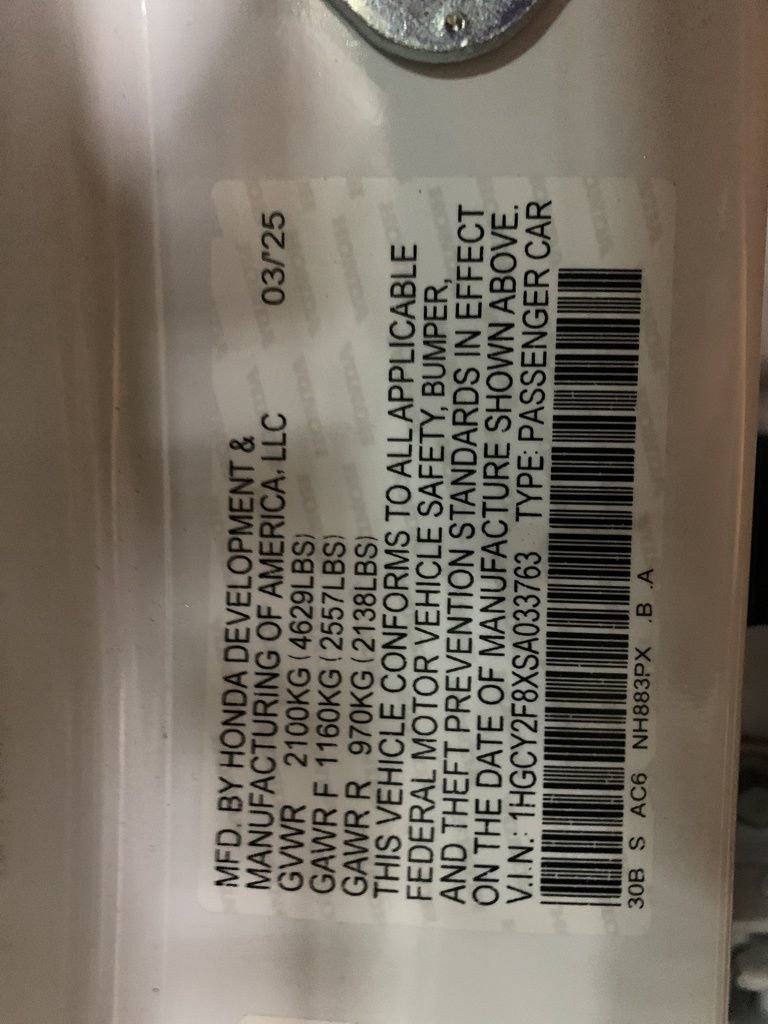 MFD. BY HONDA DEVELOPMENT &
MANUFACTURING OF AMERICA, LLC 03/'25
GVWR 2100KG (4629LBS)
GAWR F 1160KG (2557LBS)
GAWR R 970KG (2138LBS)
THIS VEHICLE CONFORMS TO ALL APPLICABLE
FEDERAL MOTOR VEHICLE SAFETY, BUMPER,
AND THEFT PREVENTION STANDARDS IN EFFECT
ON THE DATE OF MANUFACTURE SHOWN ABOVE.
V.I.N.: 1HGCY2F8XSA033763 TYPE: PASSENGER CAR
30B S AC6 NH883PX .B .A